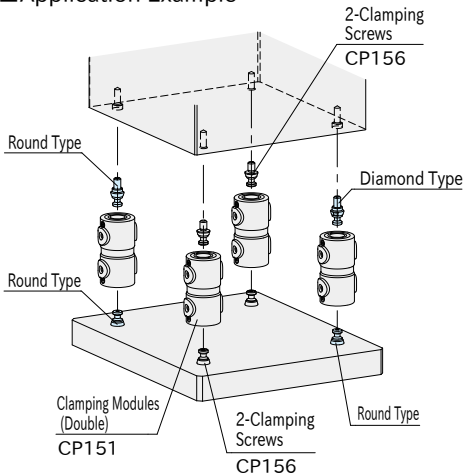 ■Application Example
2-Clamping
Screws
CP156
Round Type
Diamond Type
Round Type
Clamping Modules
(Double)
CP151
2-Clamping
Screws
CP156
Round Type